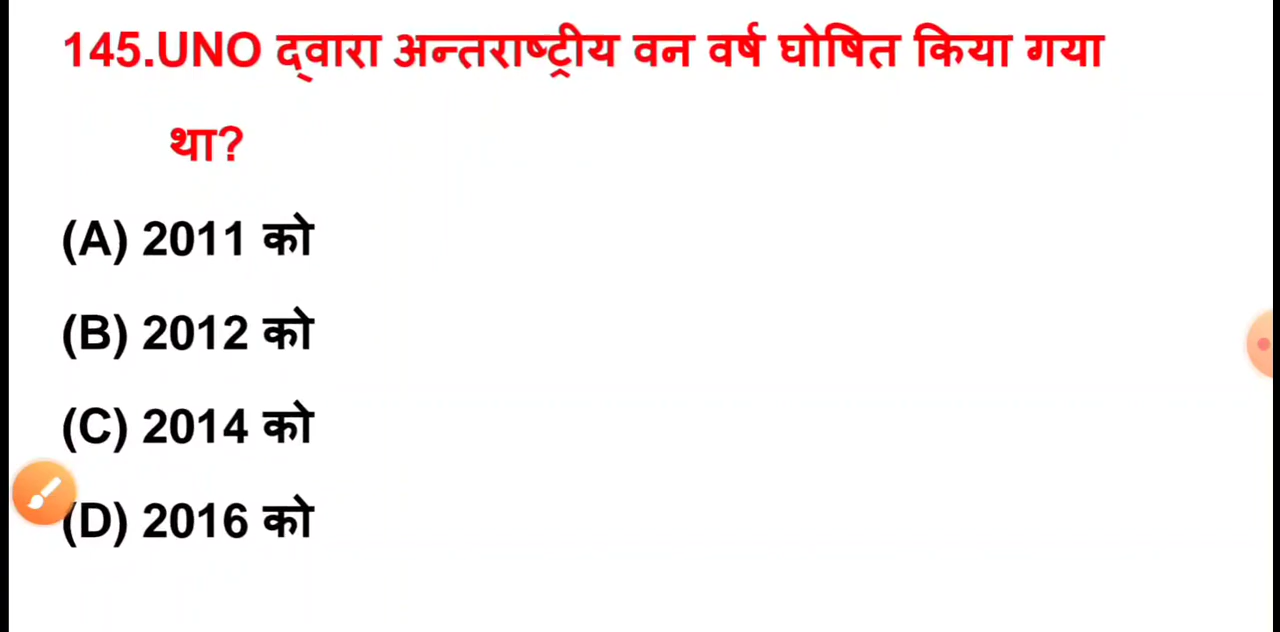 145.UNO द्वारा अन्तराष्ट्रीय वन वर्ष घोषित किया गया
था?
(A) 2011 को
(B) 2012 को
(C) 2014 को
(D) 2016 को